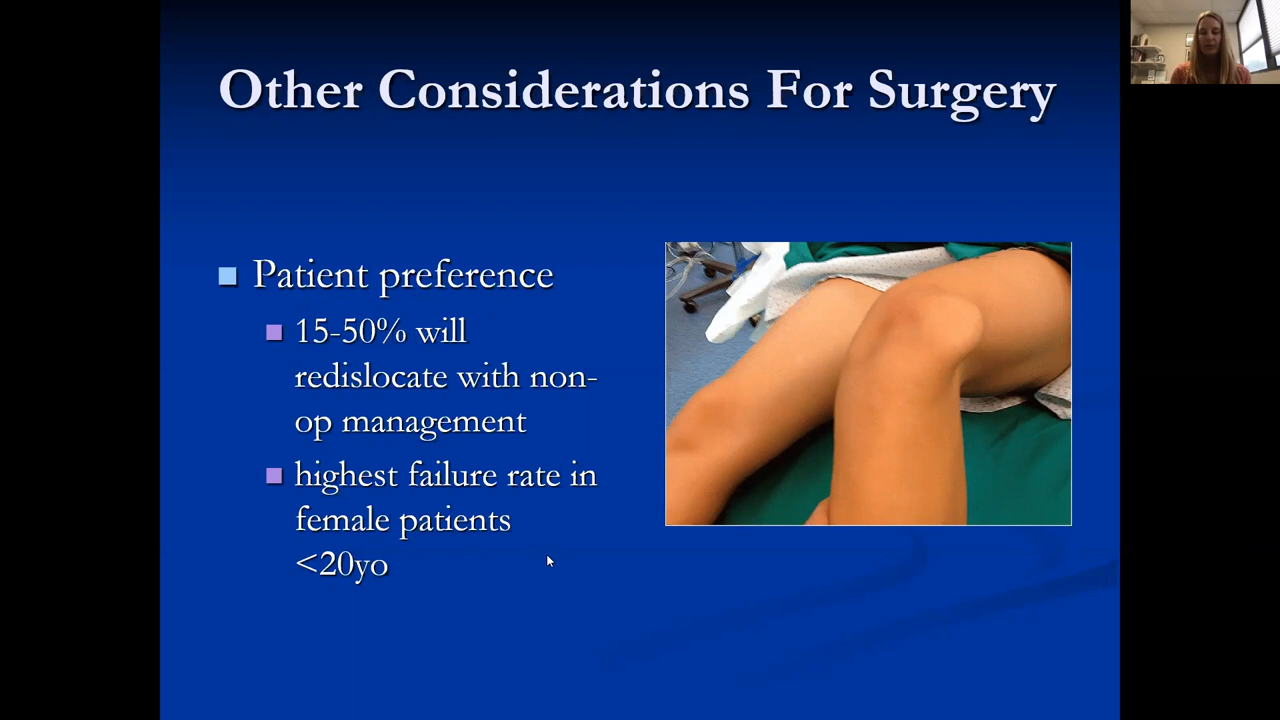 Other Considerations For Surgery
Patient preference
15-50% will
redislocate with non-
op management
highest failure rate in
female patients
<20yo